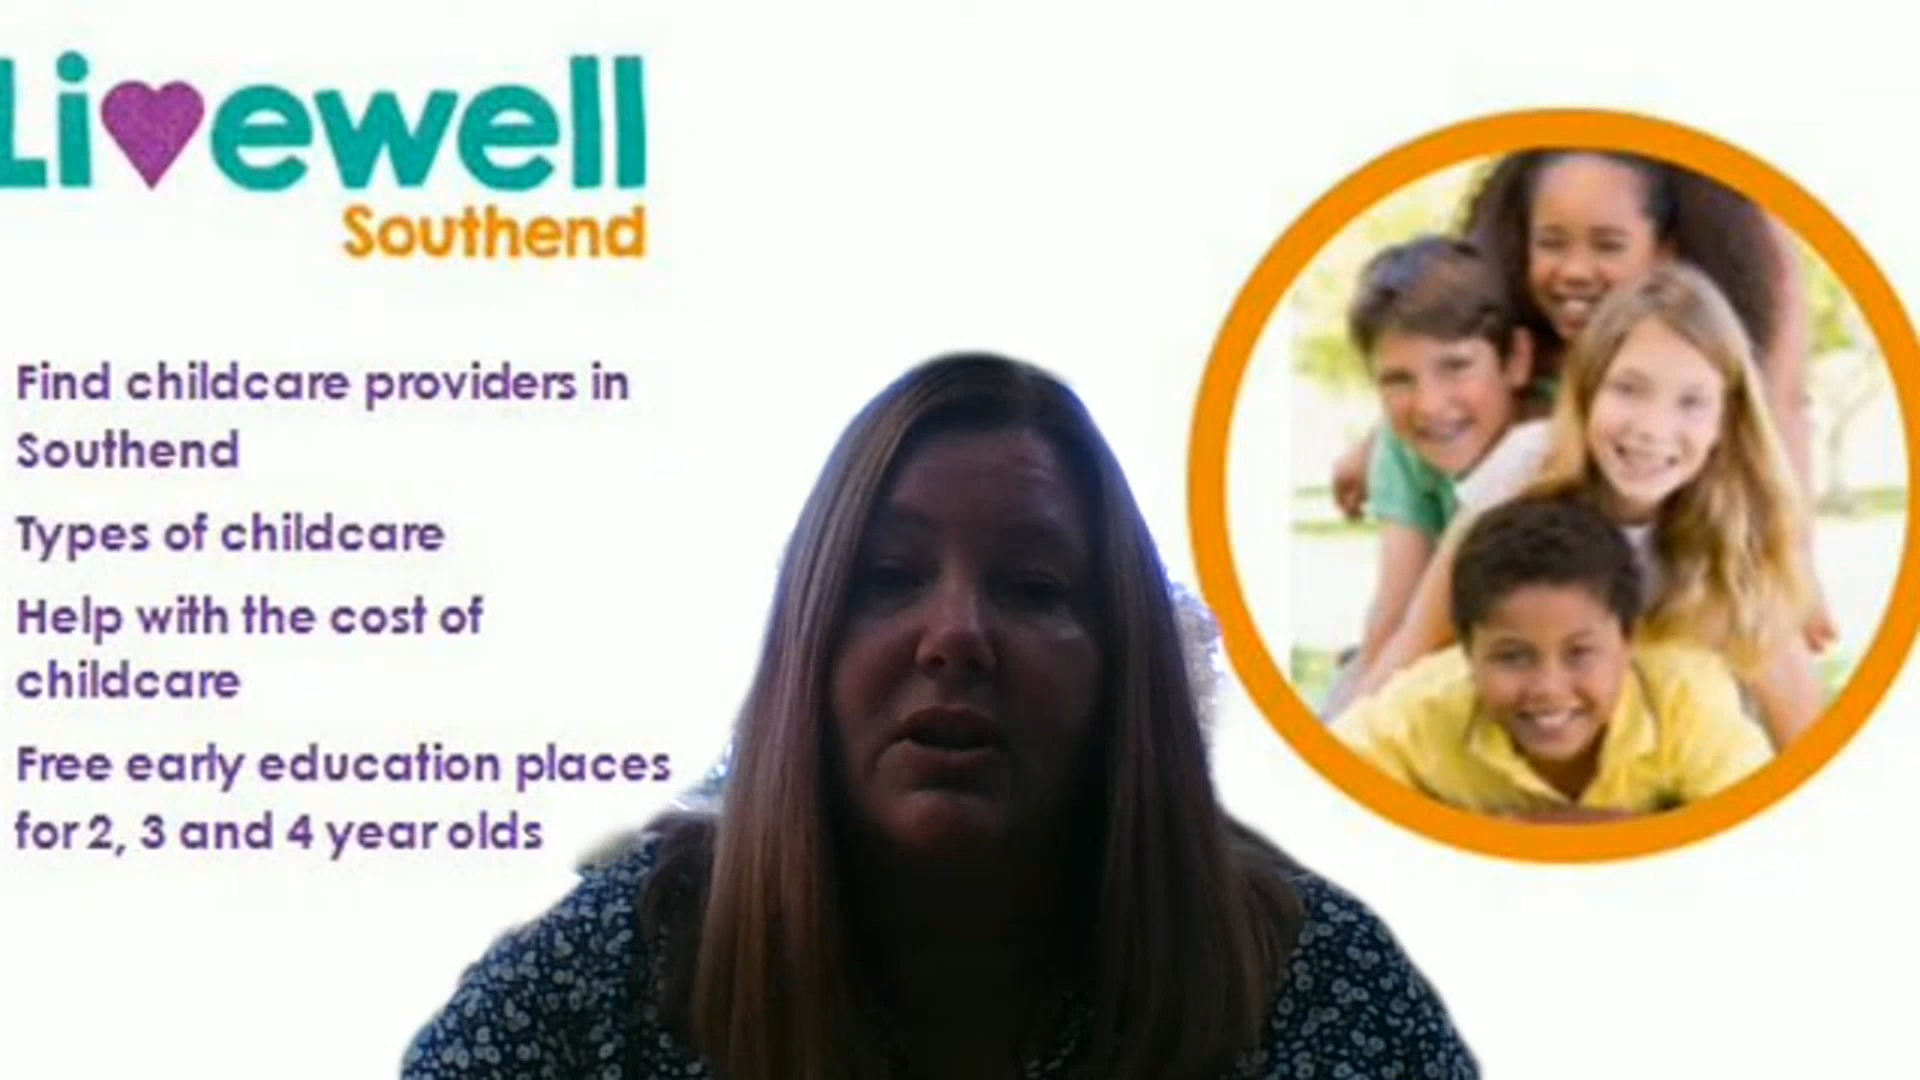 Livewell
Southend
Find childcare providers in
Southend
Types of childcare
Help with the cost of
childcare
Free early education places
for 2, 3 and 4 year olds